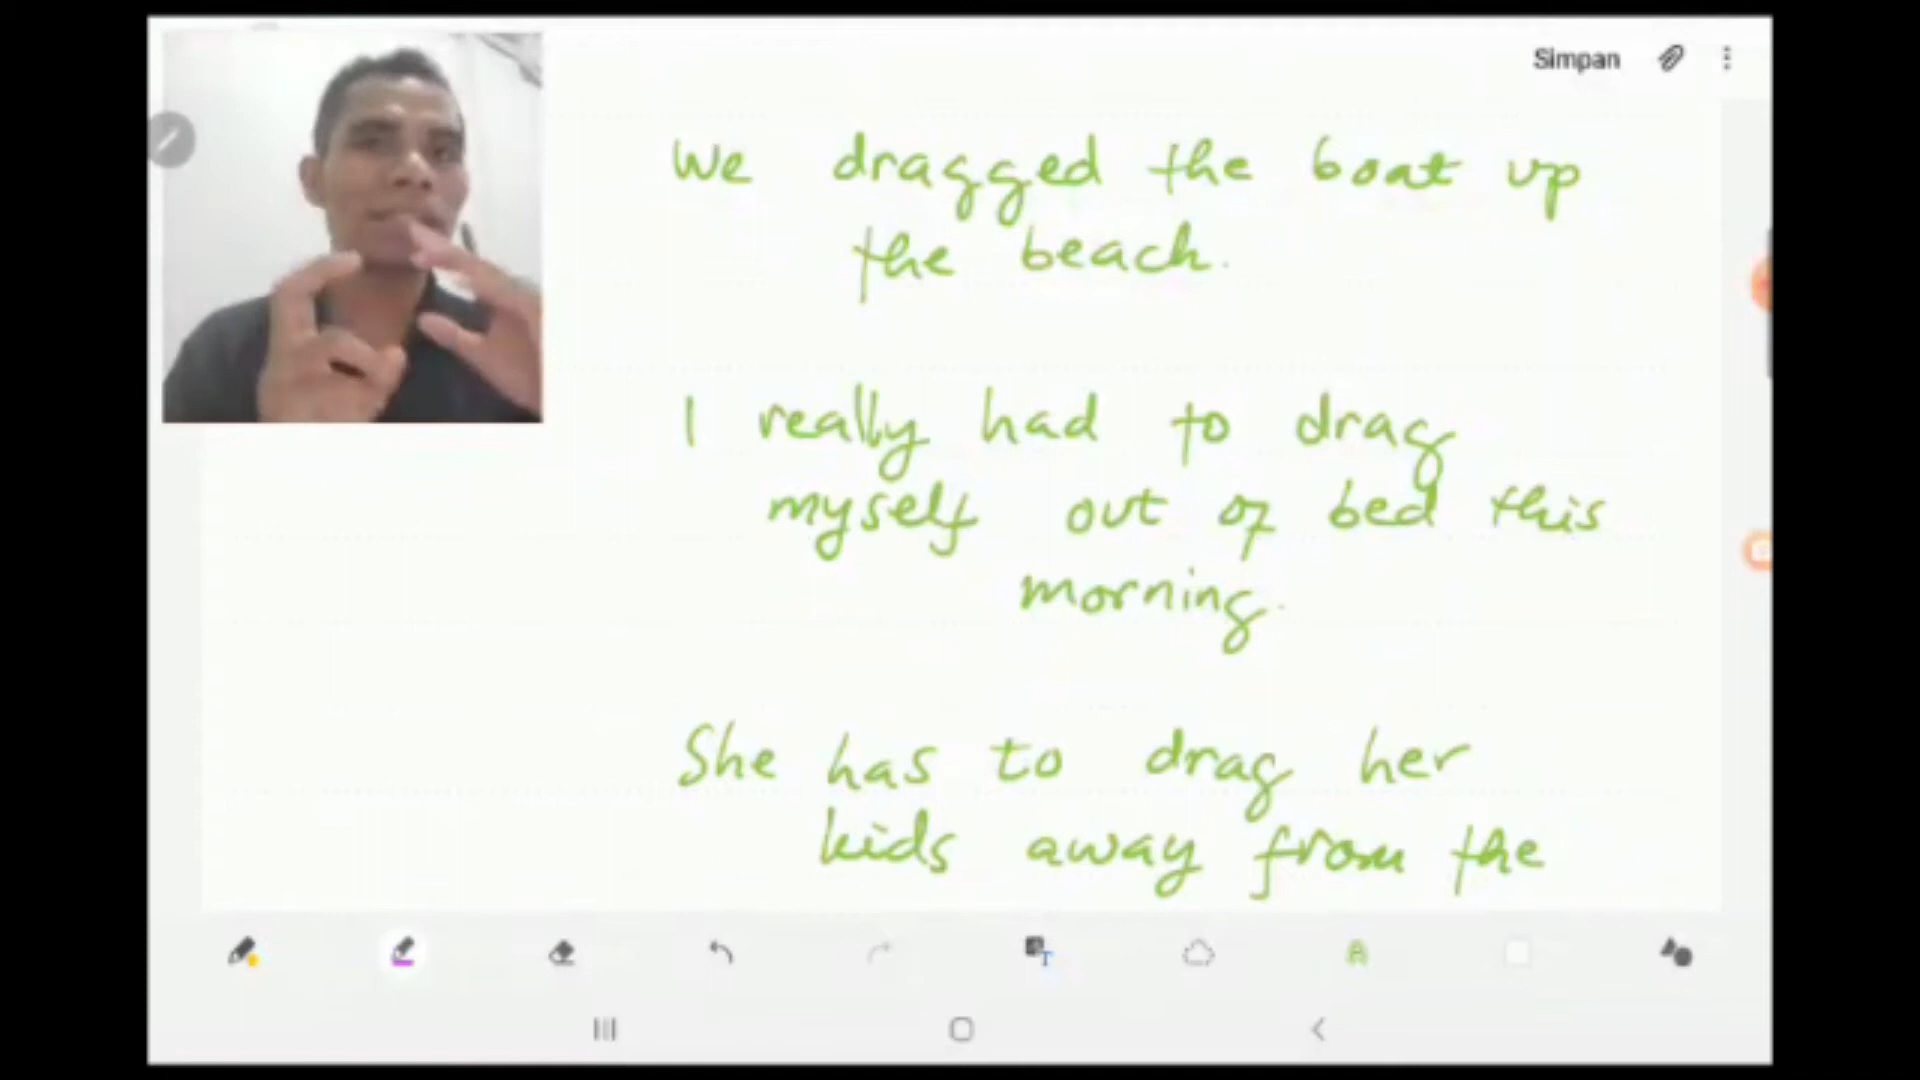 Simpan
We dragged the boat up
the beach.
I really had to drag
myself out of bed this
morning.
She has to drag her
kids away from the